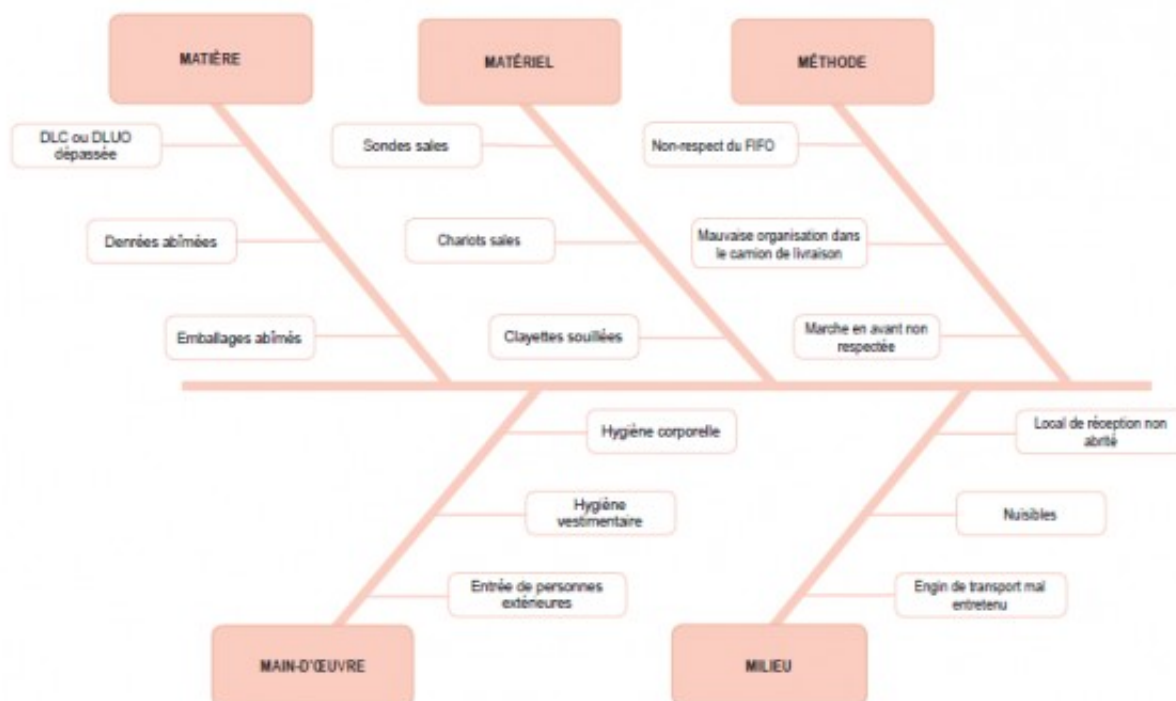 MATIÈRE
MATÉRIEL
MÉTHODE
DLC ou DLUO
dépassée
Sondes sales
Non-respect du FIFO
Denrées abîmées
Chariots sales
Mauvaise organisation dans
le camion de livraison
Emballages abîmés
Clayettes souillées
Marche en avant non
respectée
Hygiène corporelle
Local de réception non
abrité
Hygiène
vestimentaire
Nuisibles
Entrée de personnes
extérieures
Engin de transport mal
entretenu
MAIN-D'ŒUVRE
MILIEU